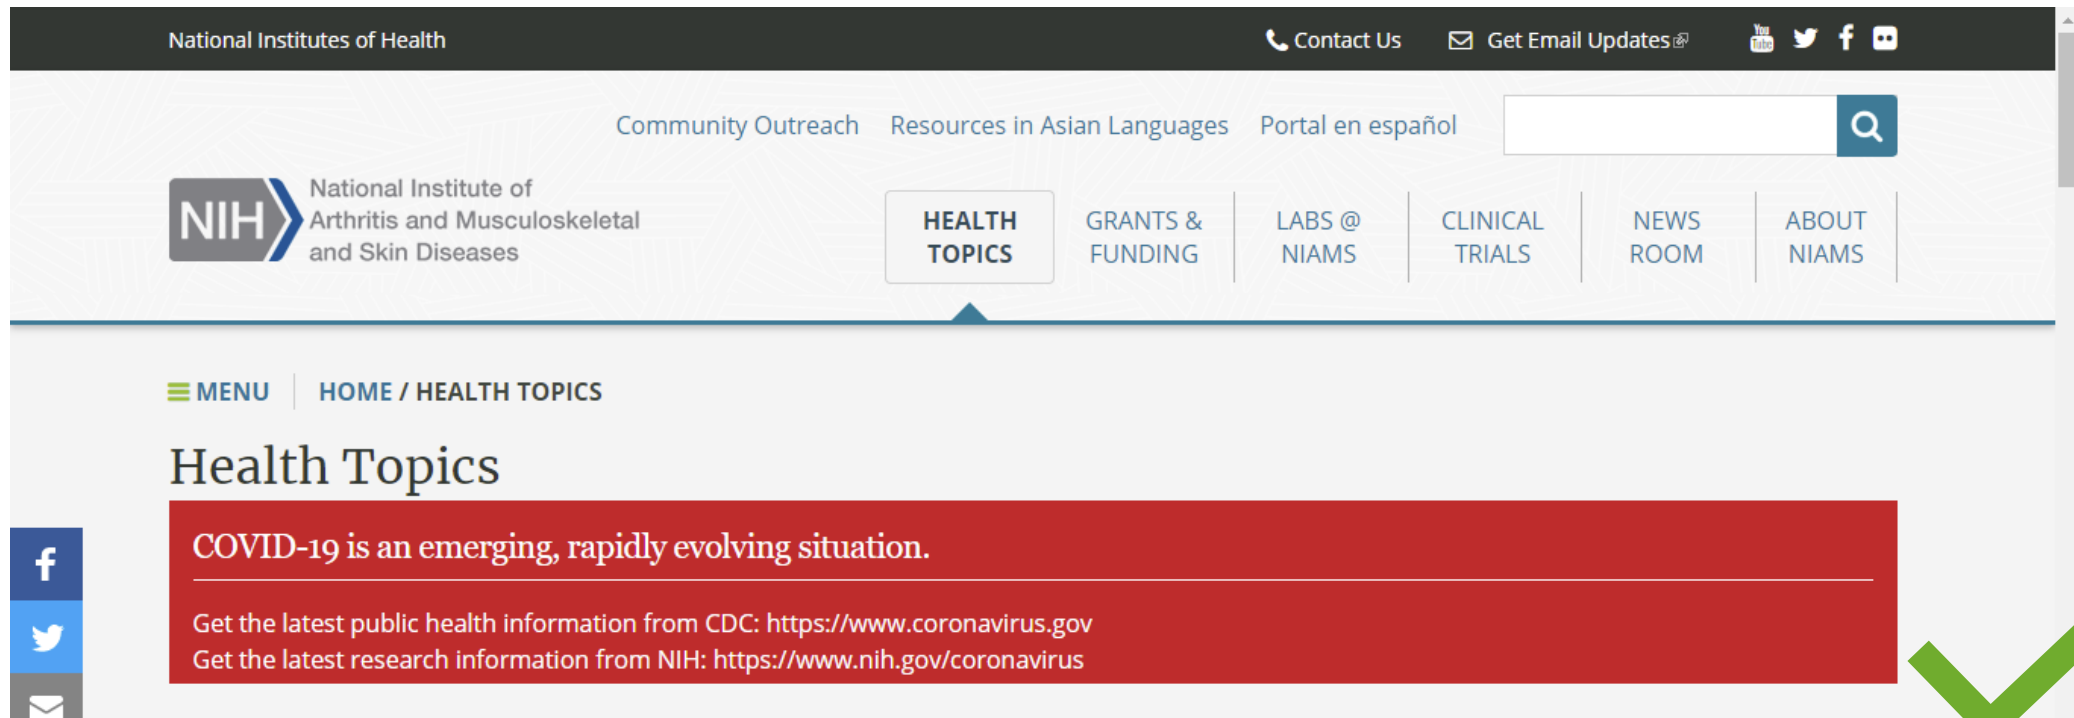 National Institutes of Health
Contact Us
Get Email Updates
You Tube
Community Outreach
Resources in Asian Languages
Portal en español
NIH
National Institute of
Arthritis and Musculoskeletal
and Skin Diseases
HEALTH
TOPICS
GRANTS &
FUNDING
LABS @
NIAMS
CLINICAL
TRIALS
NEWS
ROOM
ABOUT
NIAMS
MENU
HOME / HEALTH TOPICS
Health Topics
COVID-19 is an emerging, rapidly evolving situation.
Get the latest public health information from CDC: https://www.coronavirus.gov
Get the latest research information from NIH: https://www.nih.gov/coronavirus